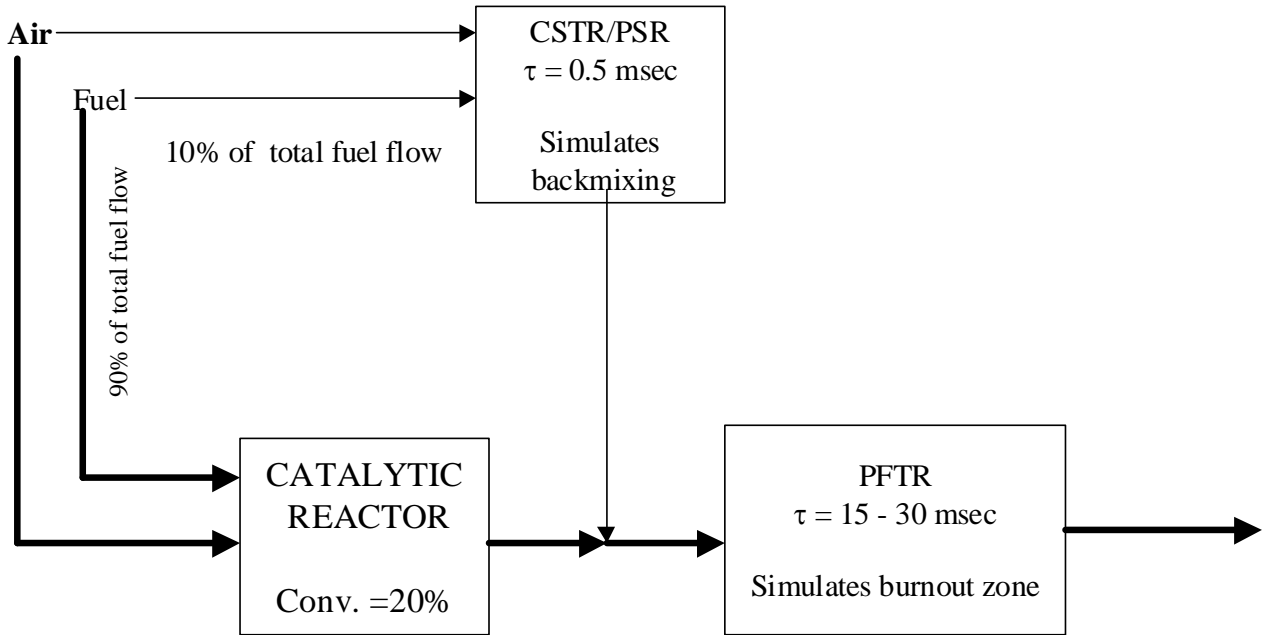 Air
Fuel
10% of total fuel flow
90% of total fuel flow
CSTR/PSR
τ = 0.5 msec
Simulates
backmixing
CATALYTIC
REACTOR
Conv. =20%
PFTR
τ = 15 - 30 msec
Simulates burnout zone